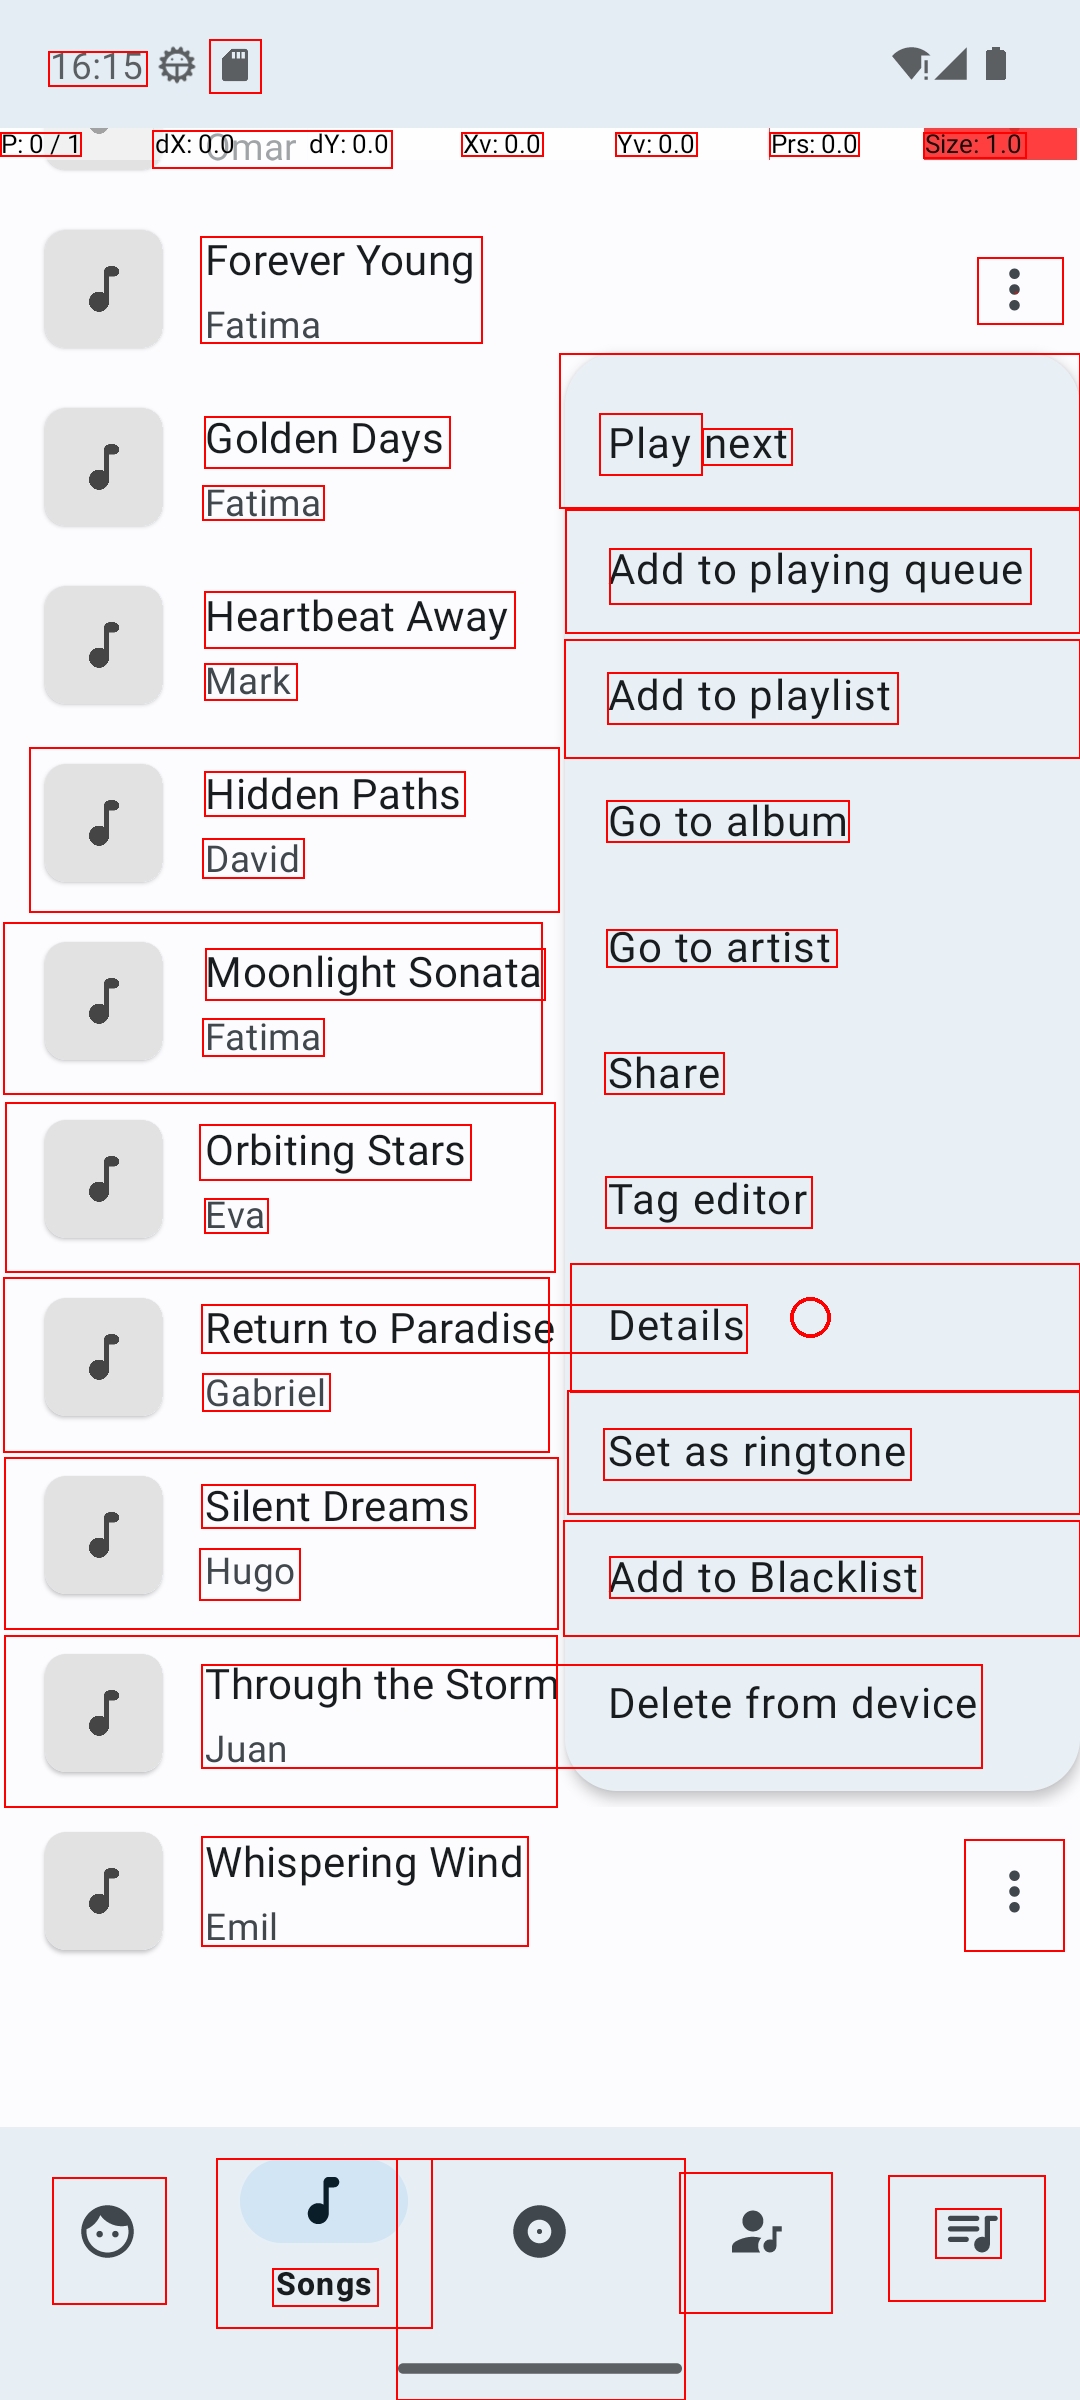 16:15
P: 0 / 1
dX: 0.0
Omar
dY: 0.0
Xv: 0.0
Yv: 0.0
Prs: 0.0
Size: 1.0
Forever Young
Fatima
Golden Days
Fatima
Heartbeat Away
Mark
Hidden Paths
David
Moonlight Sonata
Fatima
Orbiting Stars
Eva
Return to Paradise
Gabriel
Silent Dreams
Hugo
Through the Storm
Juan
Whispering Wind
Emil
Play next
Add to playing queue
Add to playlist
Go to album
Go to artist
Share
Tag editor
Details
Set as ringtone
Add to Blacklist
Delete from device
Songs